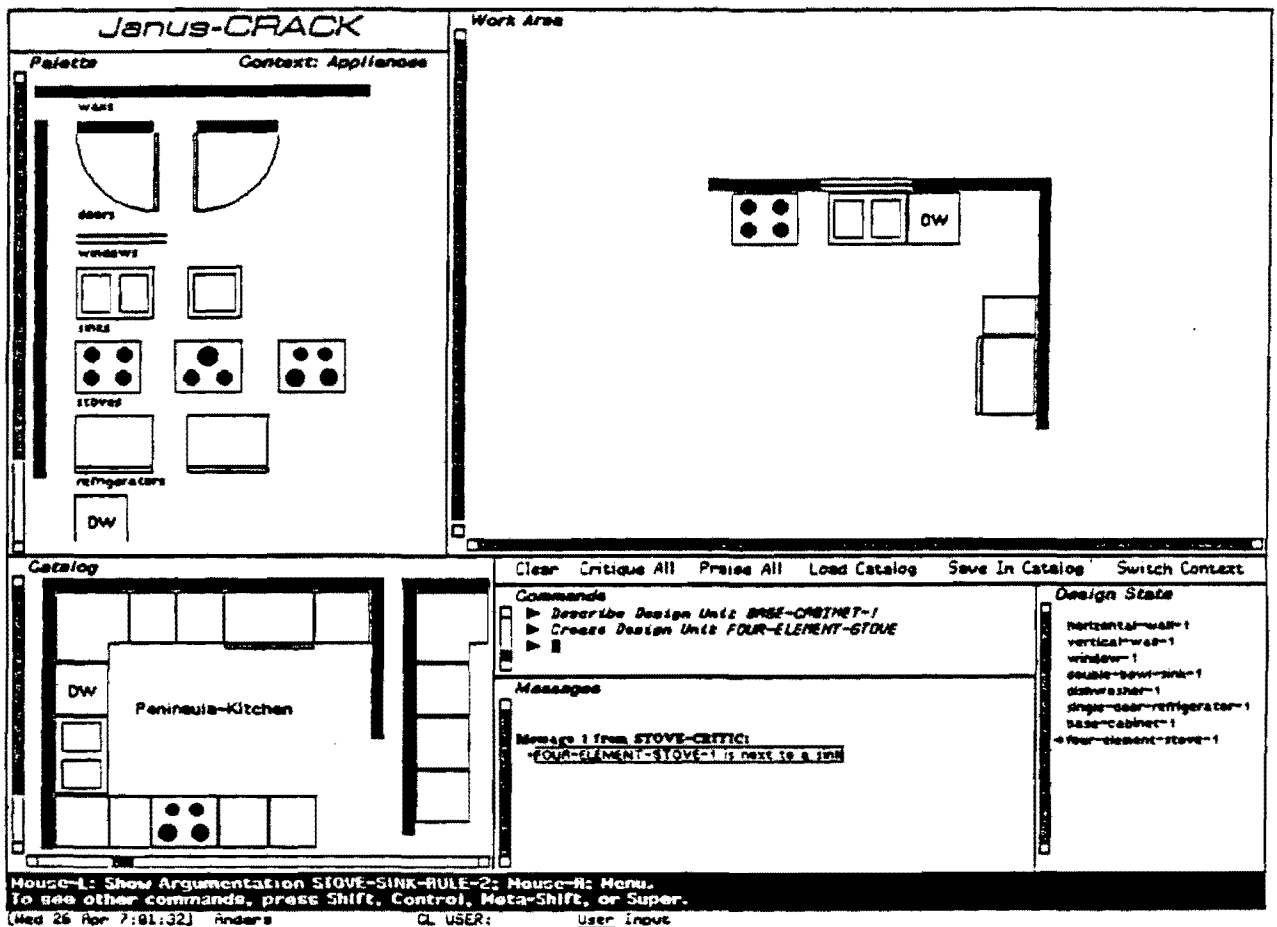 Janus-CRACK
Palette Context: Appliances
walls
doors
windows
sinks
stoves
refrigerators
DW
Work Area
DW
Catalog
DW
Peninsula-Kitchen
Clear Critique All Praise All Load Catalog Save In Catalog Switch Context
Commands
Describe Design Unit BASE-CABINET-1
Create Design Unit FOUR-ELEMENT-STOVE
Messages
Message 1 from STOVE-CRITIC:
FOUR-ELEMENT-STOVE-1 is next to a sink
Design State
horizontal-wall-1
vertical-wall-1
window-1
double-bowl-sink-1
dishwasher-1
single-door-refrigerator-1
base-cabinet-1
four-element-stove-1
Mouse-L: Show Argumentation STOVE-SINK-RULE-2; Mouse-R: Menu.
To see other commands, press Shift, Control, Meta-Shift, or Super.
[Wed 26 Apr 7:01:32] Anders CL USER: User Input